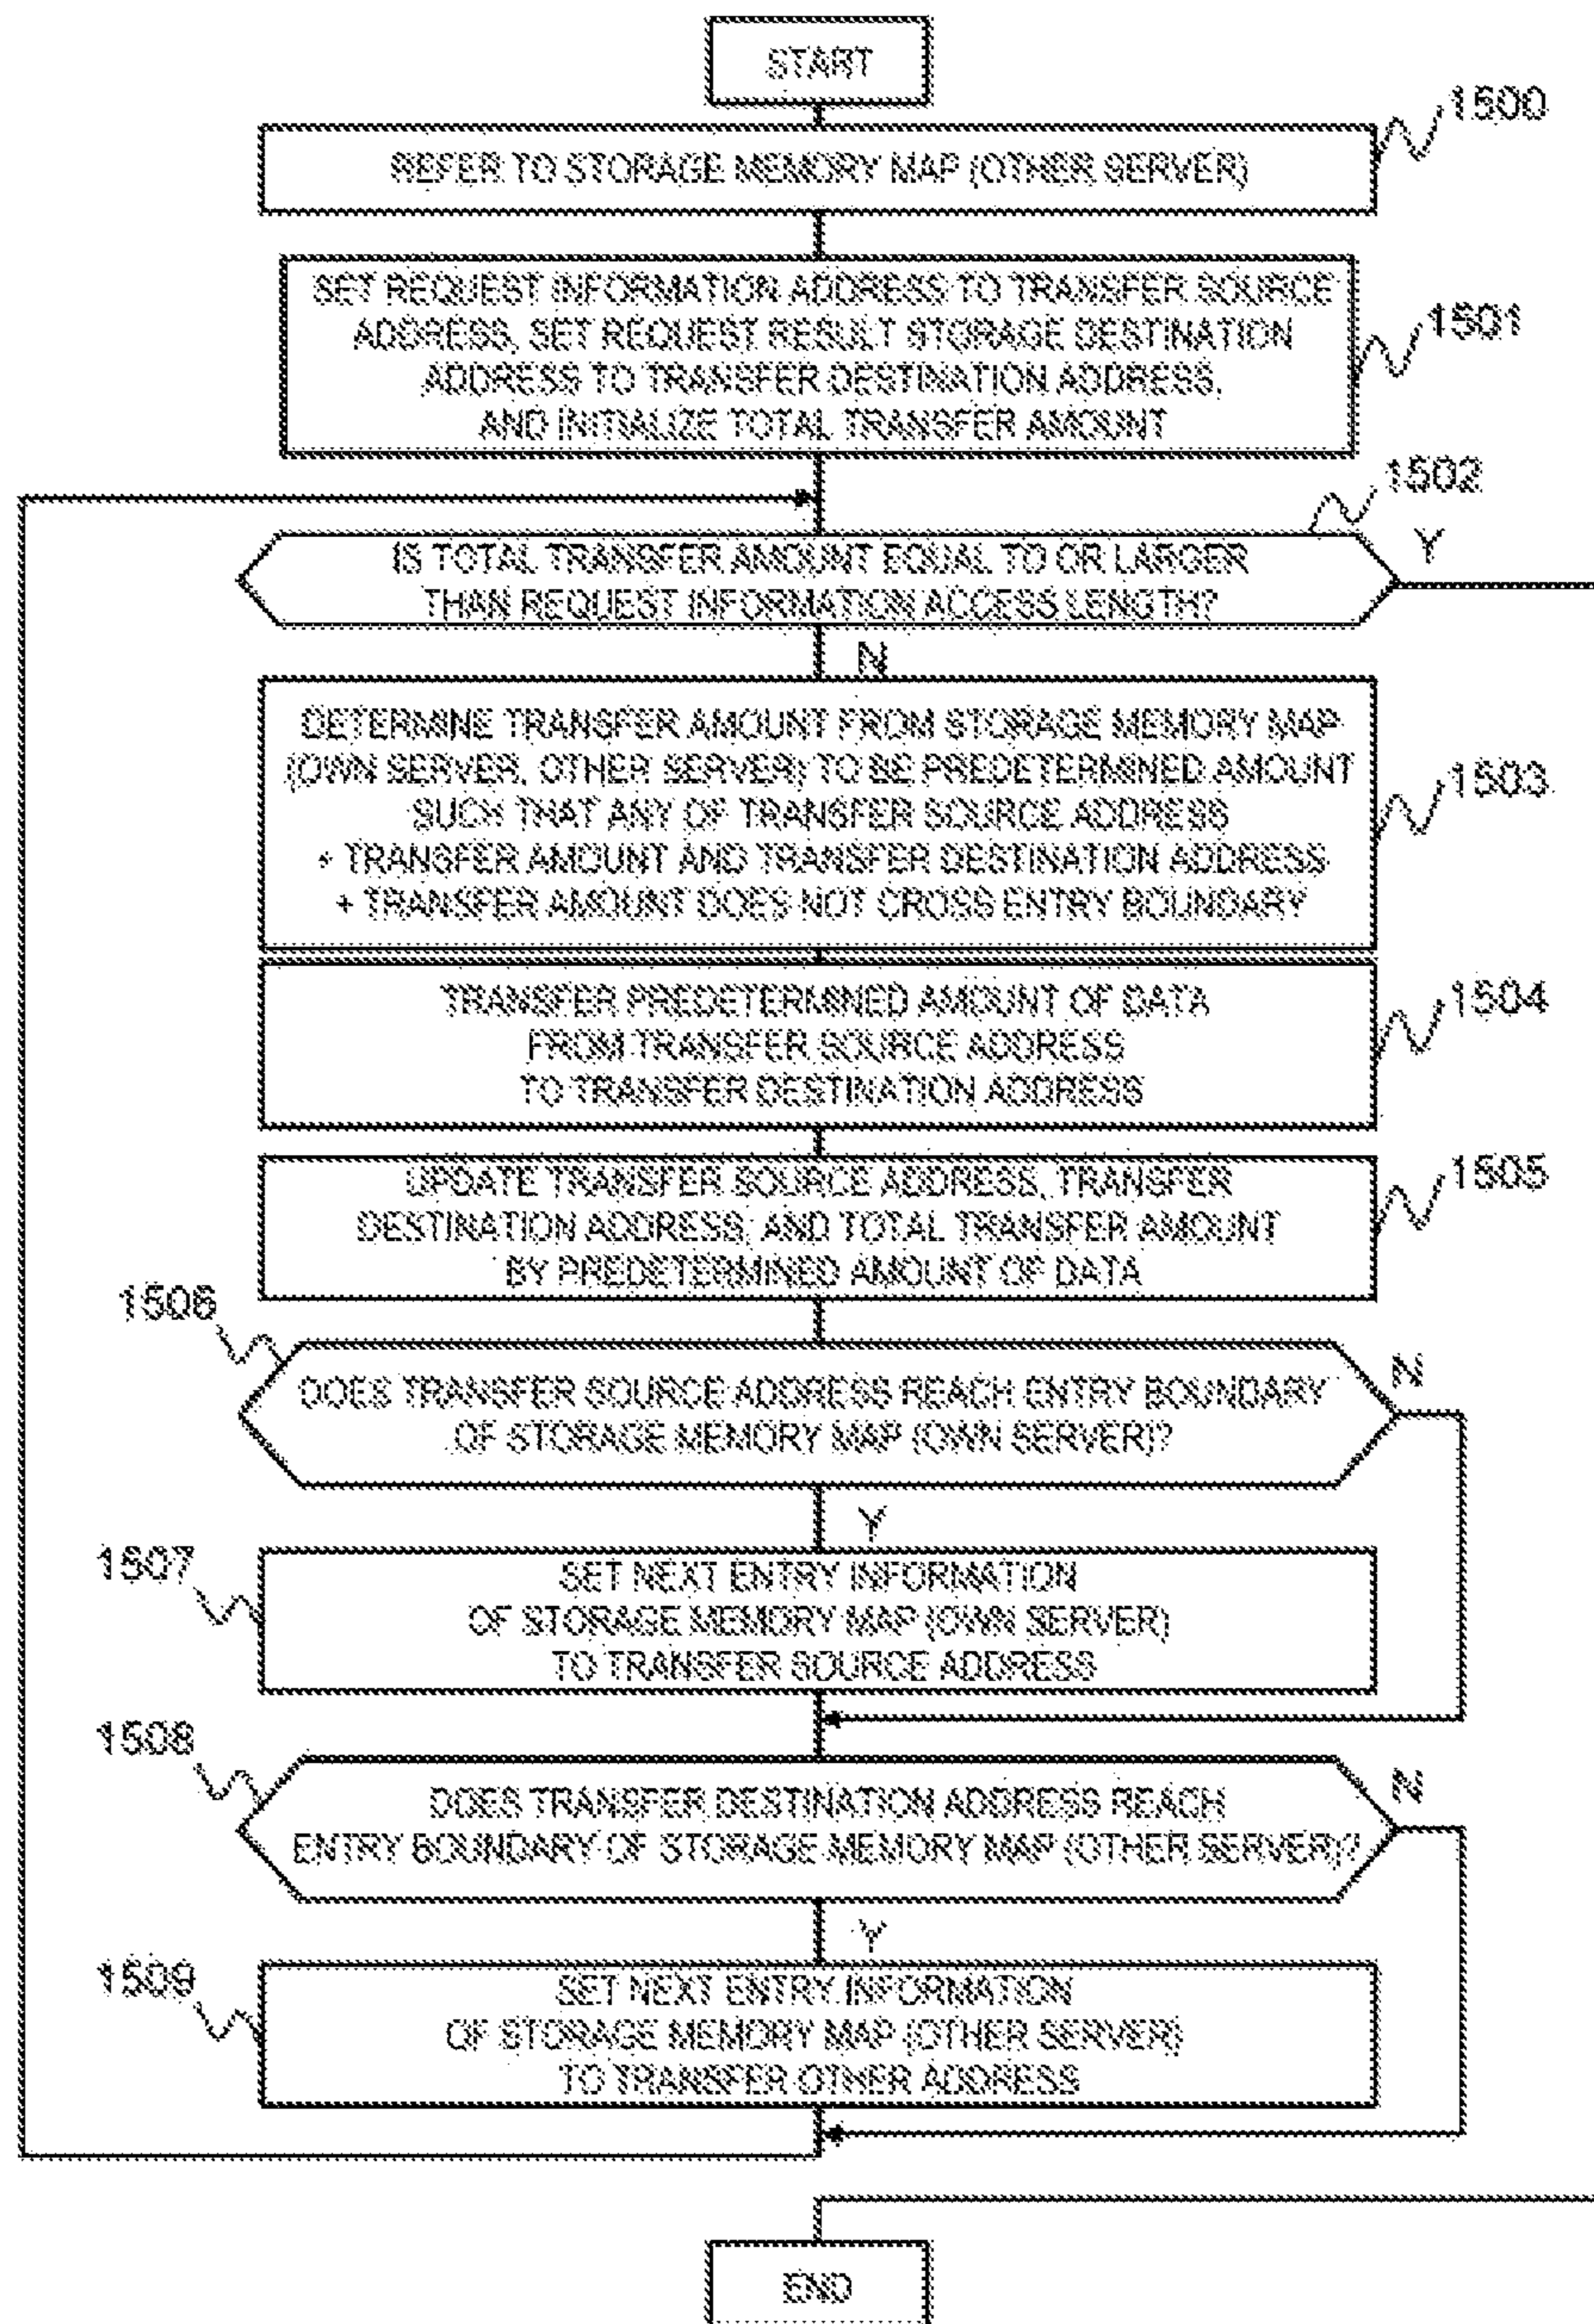 START
1500
REFER TO STORAGE MEMORY MAP (OTHER SERVER)
SET REQUEST INFORMATION ADDRESS TO TRANSFER SOURCE
ADDRESS, SET REQUEST RESULT STORAGE DESTINATION
ADDRESS TO TRANSFER DESTINATION ADDRESS,
AND INITIALIZE TOTAL TRANSFER AMOUNT
1501
1502
IS TOTAL TRANSFER AMOUNT EQUAL TO OR LARGER
THAN REQUEST INFORMATION ACCESS LENGTH?
Y
N
DETERMINE TRANSFER AMOUNT FROM STORAGE MEMORY MAP
(OWN SERVER, OTHER SERVER) TO BE PREDETERMINED AMOUNT
SUCH THAT ANY OF TRANSFER SOURCE ADDRESS
+ TRANSFER AMOUNT AND TRANSFER DESTINATION ADDRESS
+ TRANSFER AMOUNT DOES NOT CROSS ENTRY BOUNDARY
1503
TRANSFER PREDETERMINED AMOUNT OF DATA
FROM TRANSFER SOURCE ADDRESS
TO TRANSFER DESTINATION ADDRESS
1504
UPDATE TRANSFER SOURCE ADDRESS, TRANSFER
DESTINATION ADDRESS, AND TOTAL TRANSFER AMOUNT
BY PREDETERMINED AMOUNT OF DATA
1505
1506
DOES TRANSFER SOURCE ADDRESS REACH ENTRY BOUNDARY
OF STORAGE MEMORY MAP (OWN SERVER)?
N
Y
1507
SET NEXT ENTRY INFORMATION
OF STORAGE MEMORY MAP (OWN SERVER)
TO TRANSFER SOURCE ADDRESS
1508
DOES TRANSFER DESTINATION ADDRESS REACH
ENTRY BOUNDARY OF STORAGE MEMORY MAP (OTHER SERVER)?
N
Y
1509
SET NEXT ENTRY INFORMATION
OF STORAGE MEMORY MAP (OTHER SERVER)
TO TRANSFER OTHER ADDRESS
END